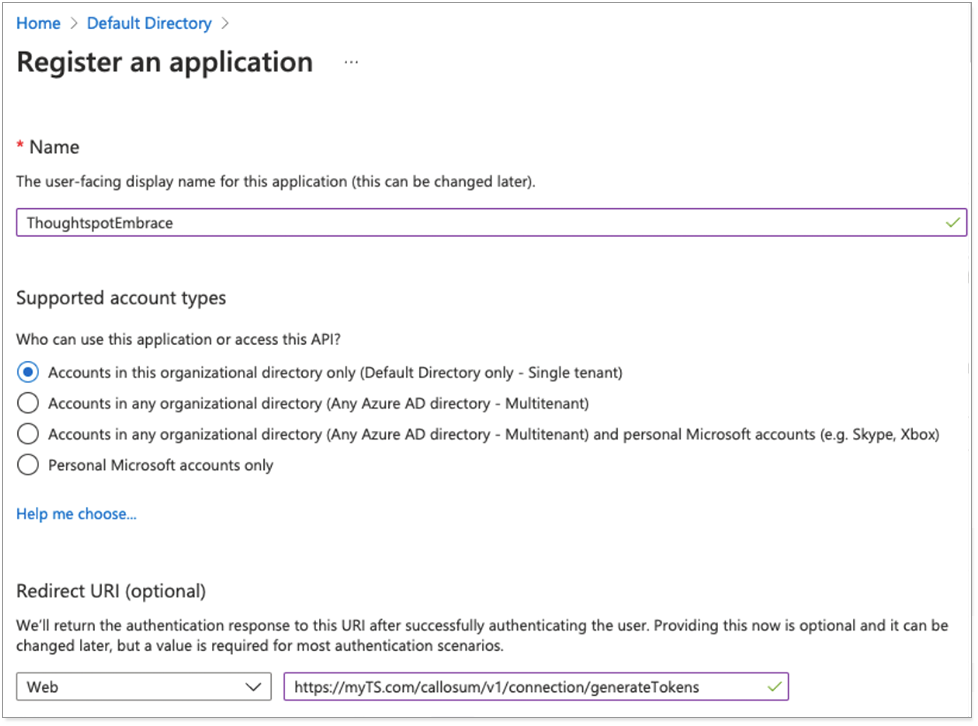 Home > Default Directory >
Register an application ...
* Name
The user-facing display name for this application (this can be changed later).
ThoughtspotEmbrace
Supported account types
Who can use this application or access this API?
Accounts in this organizational directory only (Default Directory only - Single tenant)
Accounts in any organizational directory (Any Azure AD directory - Multitenant)
Accounts in any organizational directory (Any Azure AD directory - Multitenant) and personal Microsoft accounts (e.g. Skype, Xbox)
Personal Microsoft accounts only
Help me choose...
Redirect URI (optional)
We'll return the authentication response to this URI after successfully authenticating the user. Providing this now is optional and it can be
changed later, but a value is required for most authentication scenarios.
Web https://myTS.com/callosum/v1/connection/generateTokens